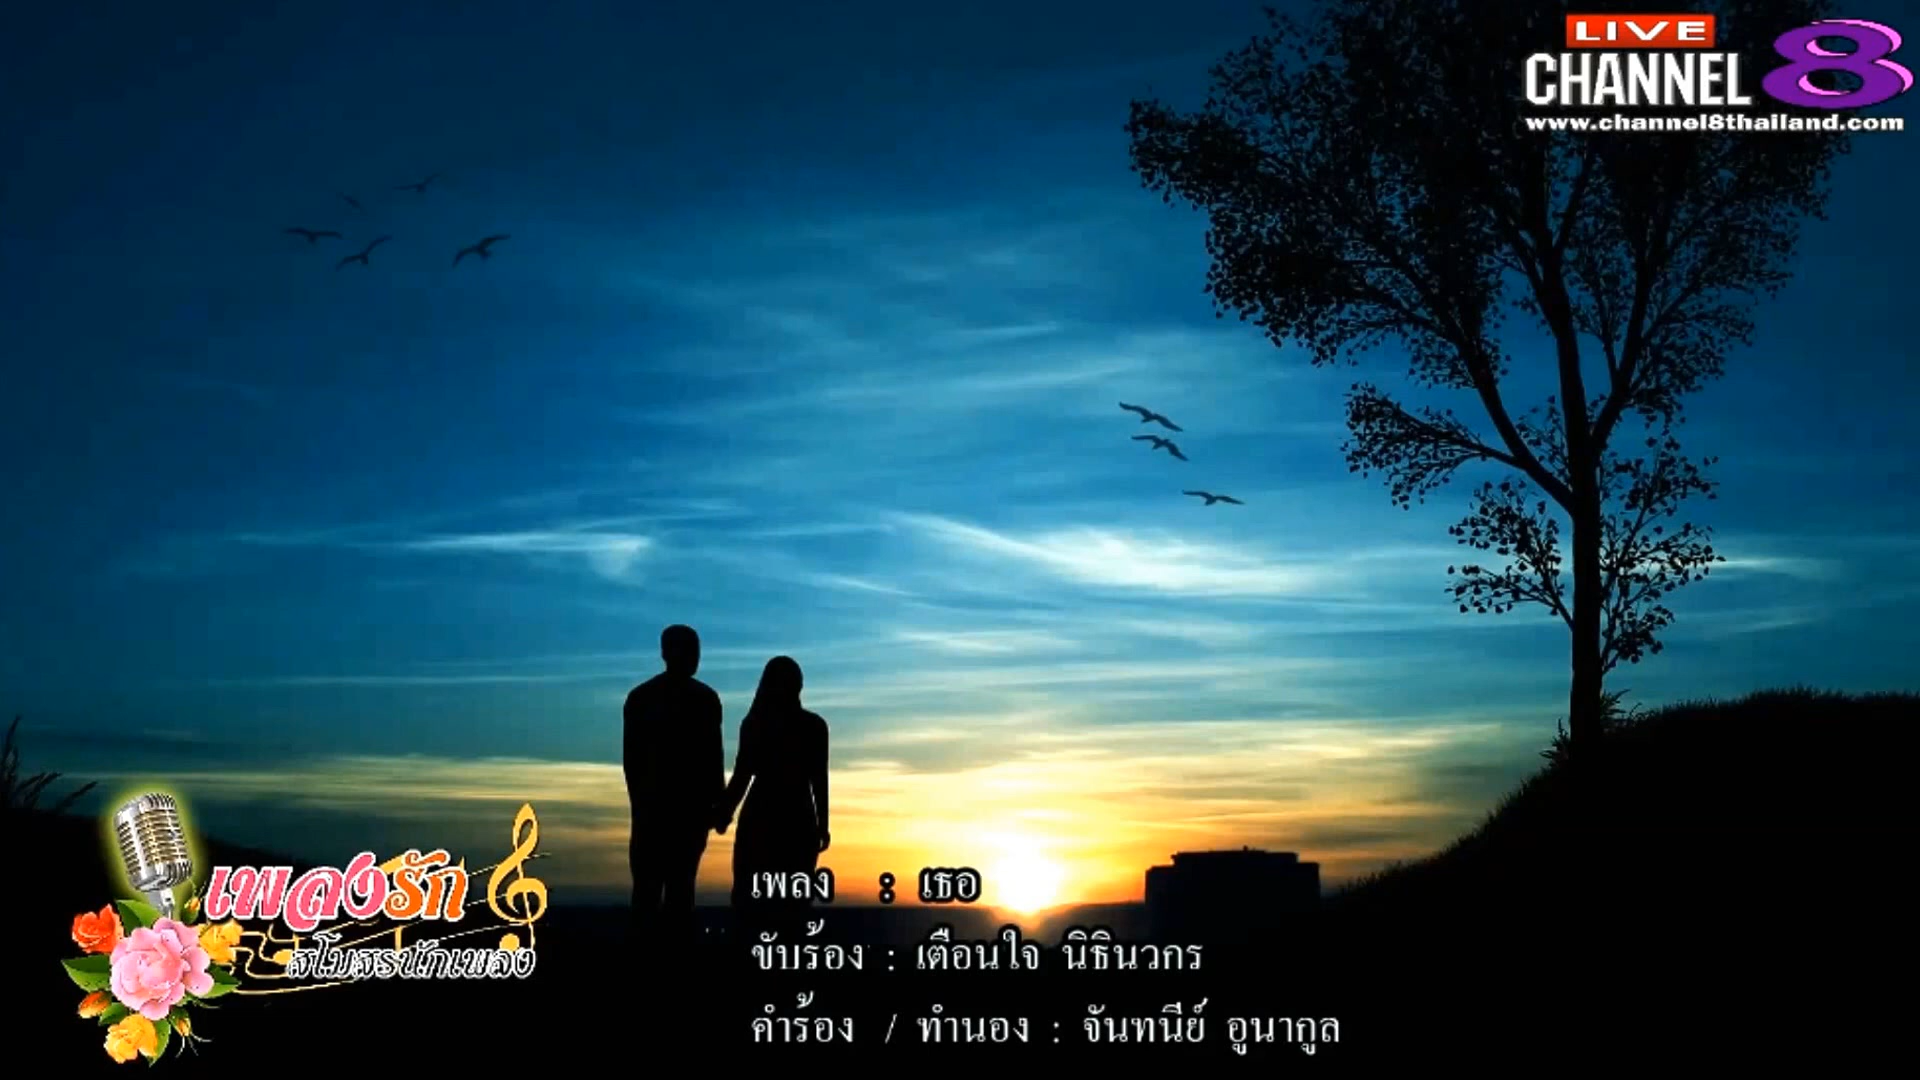 LIVE
CHANNEL 8
www.channel8thailand.com
เพลงรัก
สโมสรนักเพลง
เพลง : เธอ
ขับร้อง : เตือนใจ นิธินวกร
คำร้อง / ทำนอง : จันทนีย์ อูนากูล